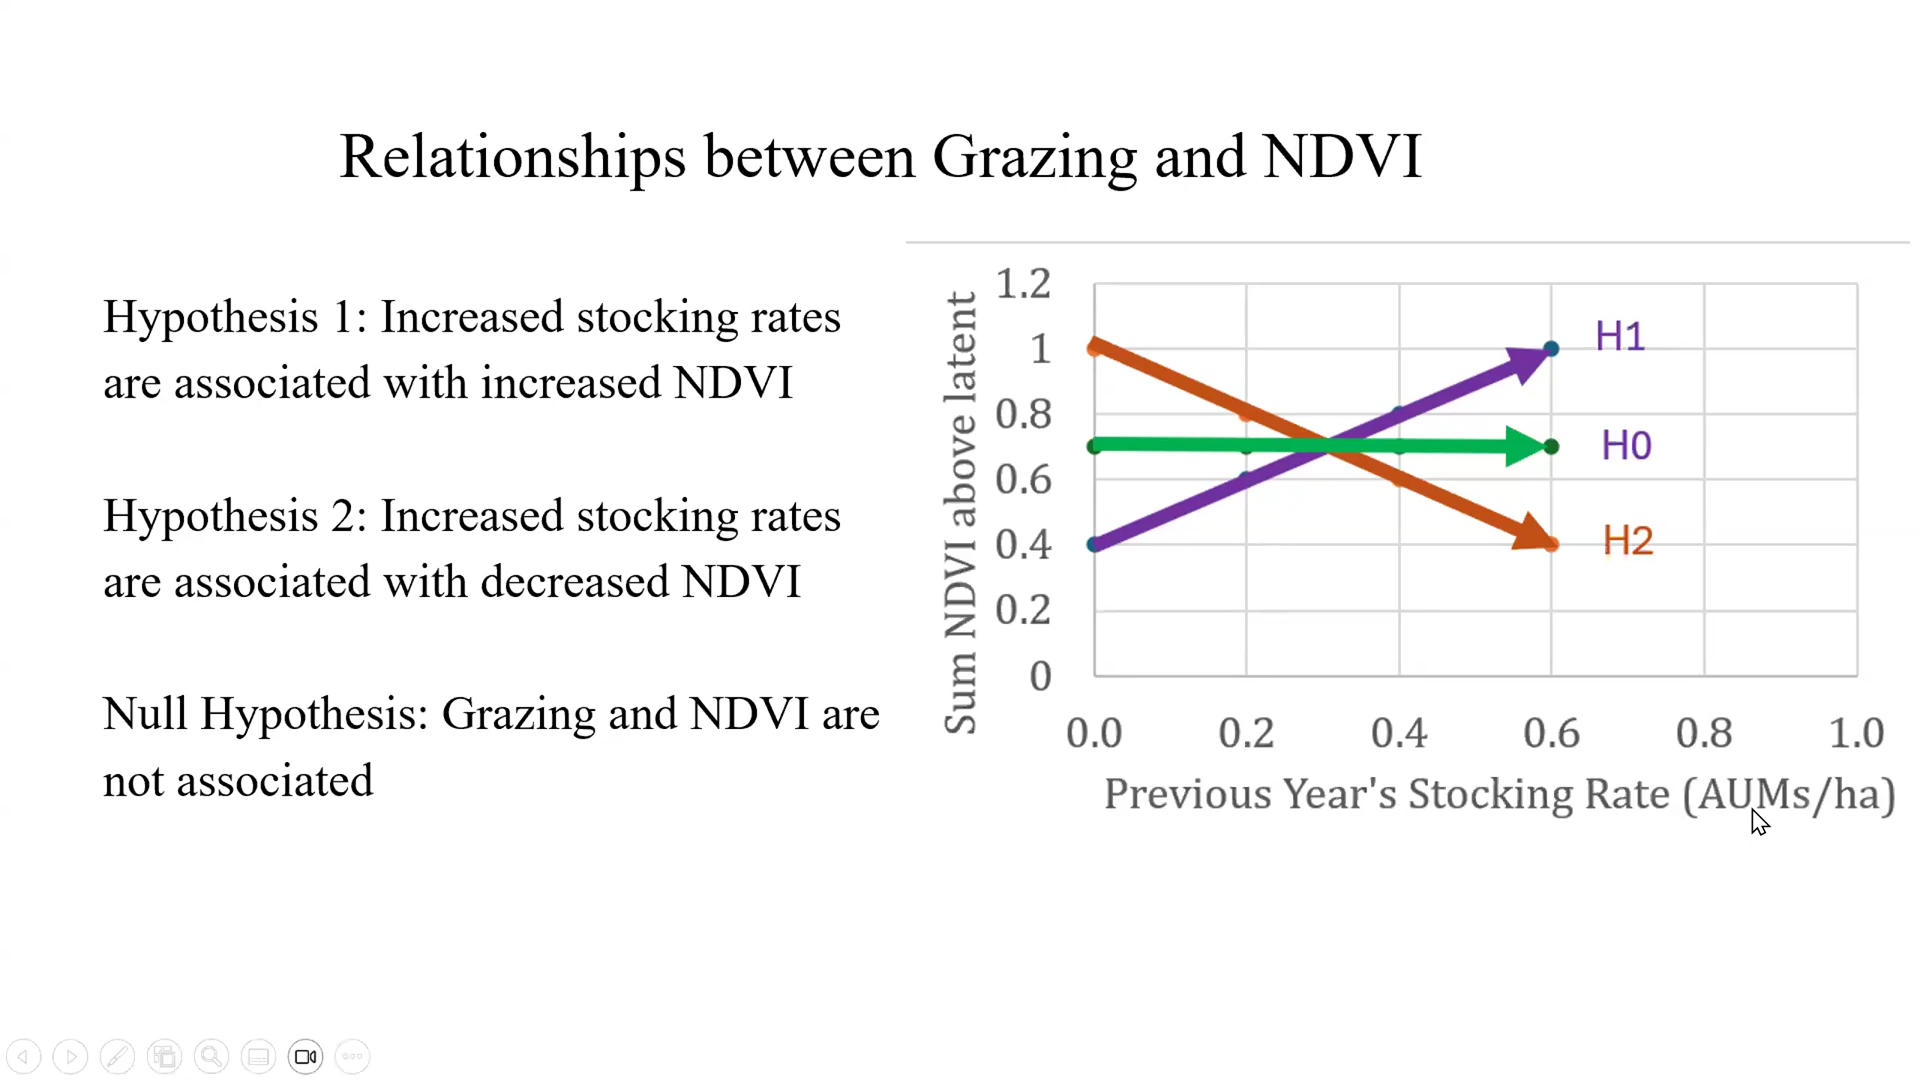 Relationships between Grazing and NDVI
Hypothesis 1: Increased stocking rates
are associated with increased NDVI
Hypothesis 2: Increased stocking rates
are associated with decreased NDVI
Null Hypothesis: Grazing and NDVI are
not associated
Sum NDVI above latent
1.2
1
0.8
0.6
0.4
0.2
0
H1
H0
H2
0.0 0.2 0.4 0.6 0.8 1.0
Previous Year's Stocking Rate (AUMs/ha)